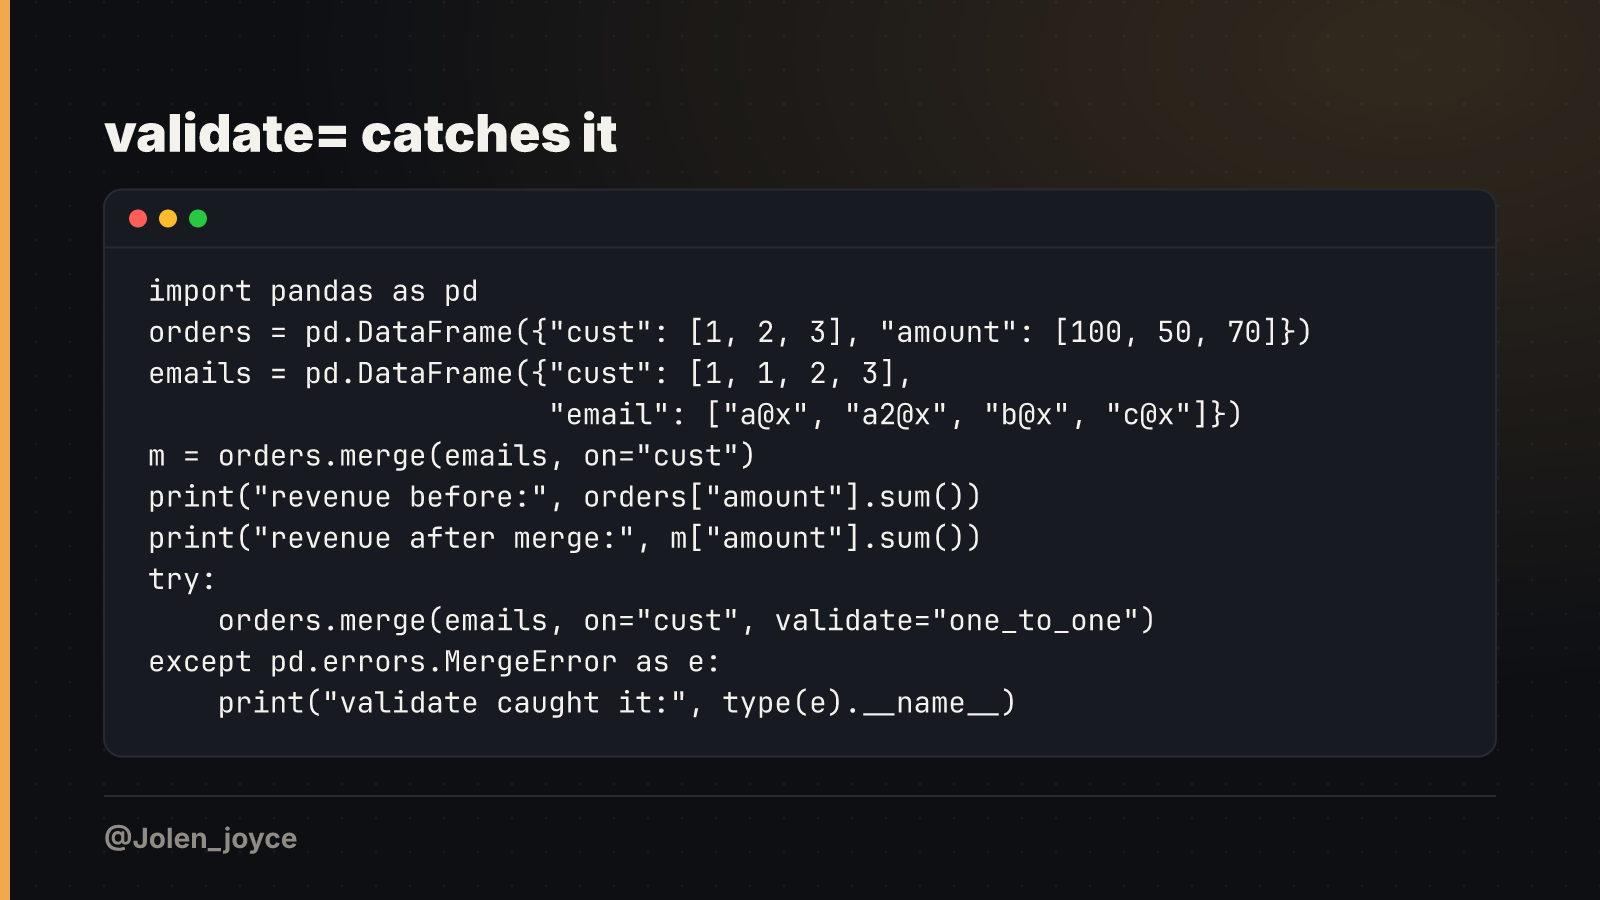 validate= catches it
import pandas as pd
orders = pd.DataFrame({"cust": [1, 2, 3], "amount": [100, 50, 70]})
emails = pd.DataFrame({"cust": [1, 1, 2, 3],
                       "email": ["a@x", "a2@x", "b@x", "c@x"]})
m = orders.merge(emails, on="cust")
print("revenue before:", orders["amount"].sum())
print("revenue after merge:", m["amount"].sum())
try:
    orders.merge(emails, on="cust", validate="one_to_one")
except pd.errors.MergeError as e:
    print("validate caught it:", type(e).__name__)
@Jolen_joyce